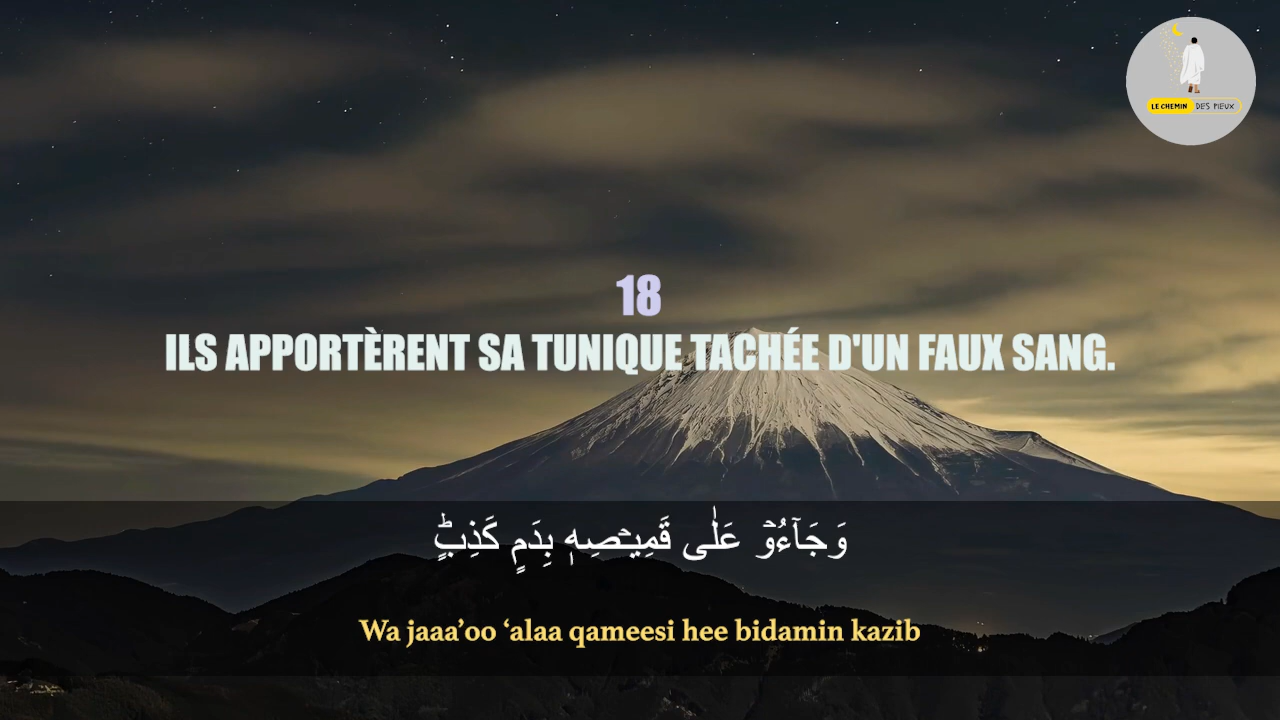 LE CHEMIN DES PIEUX
18
ILS APPORTÈRENT SA TUNIQUE TACHÉE D'UN FAUX SANG.
وَجَآءُوۡ عَلٰى قَمِيۡـصِهٖ بِدَمٍ كَذِبٍ‌ؕ
Wa jaaa’oo ‘alaa qameesi hee bidamin kazib